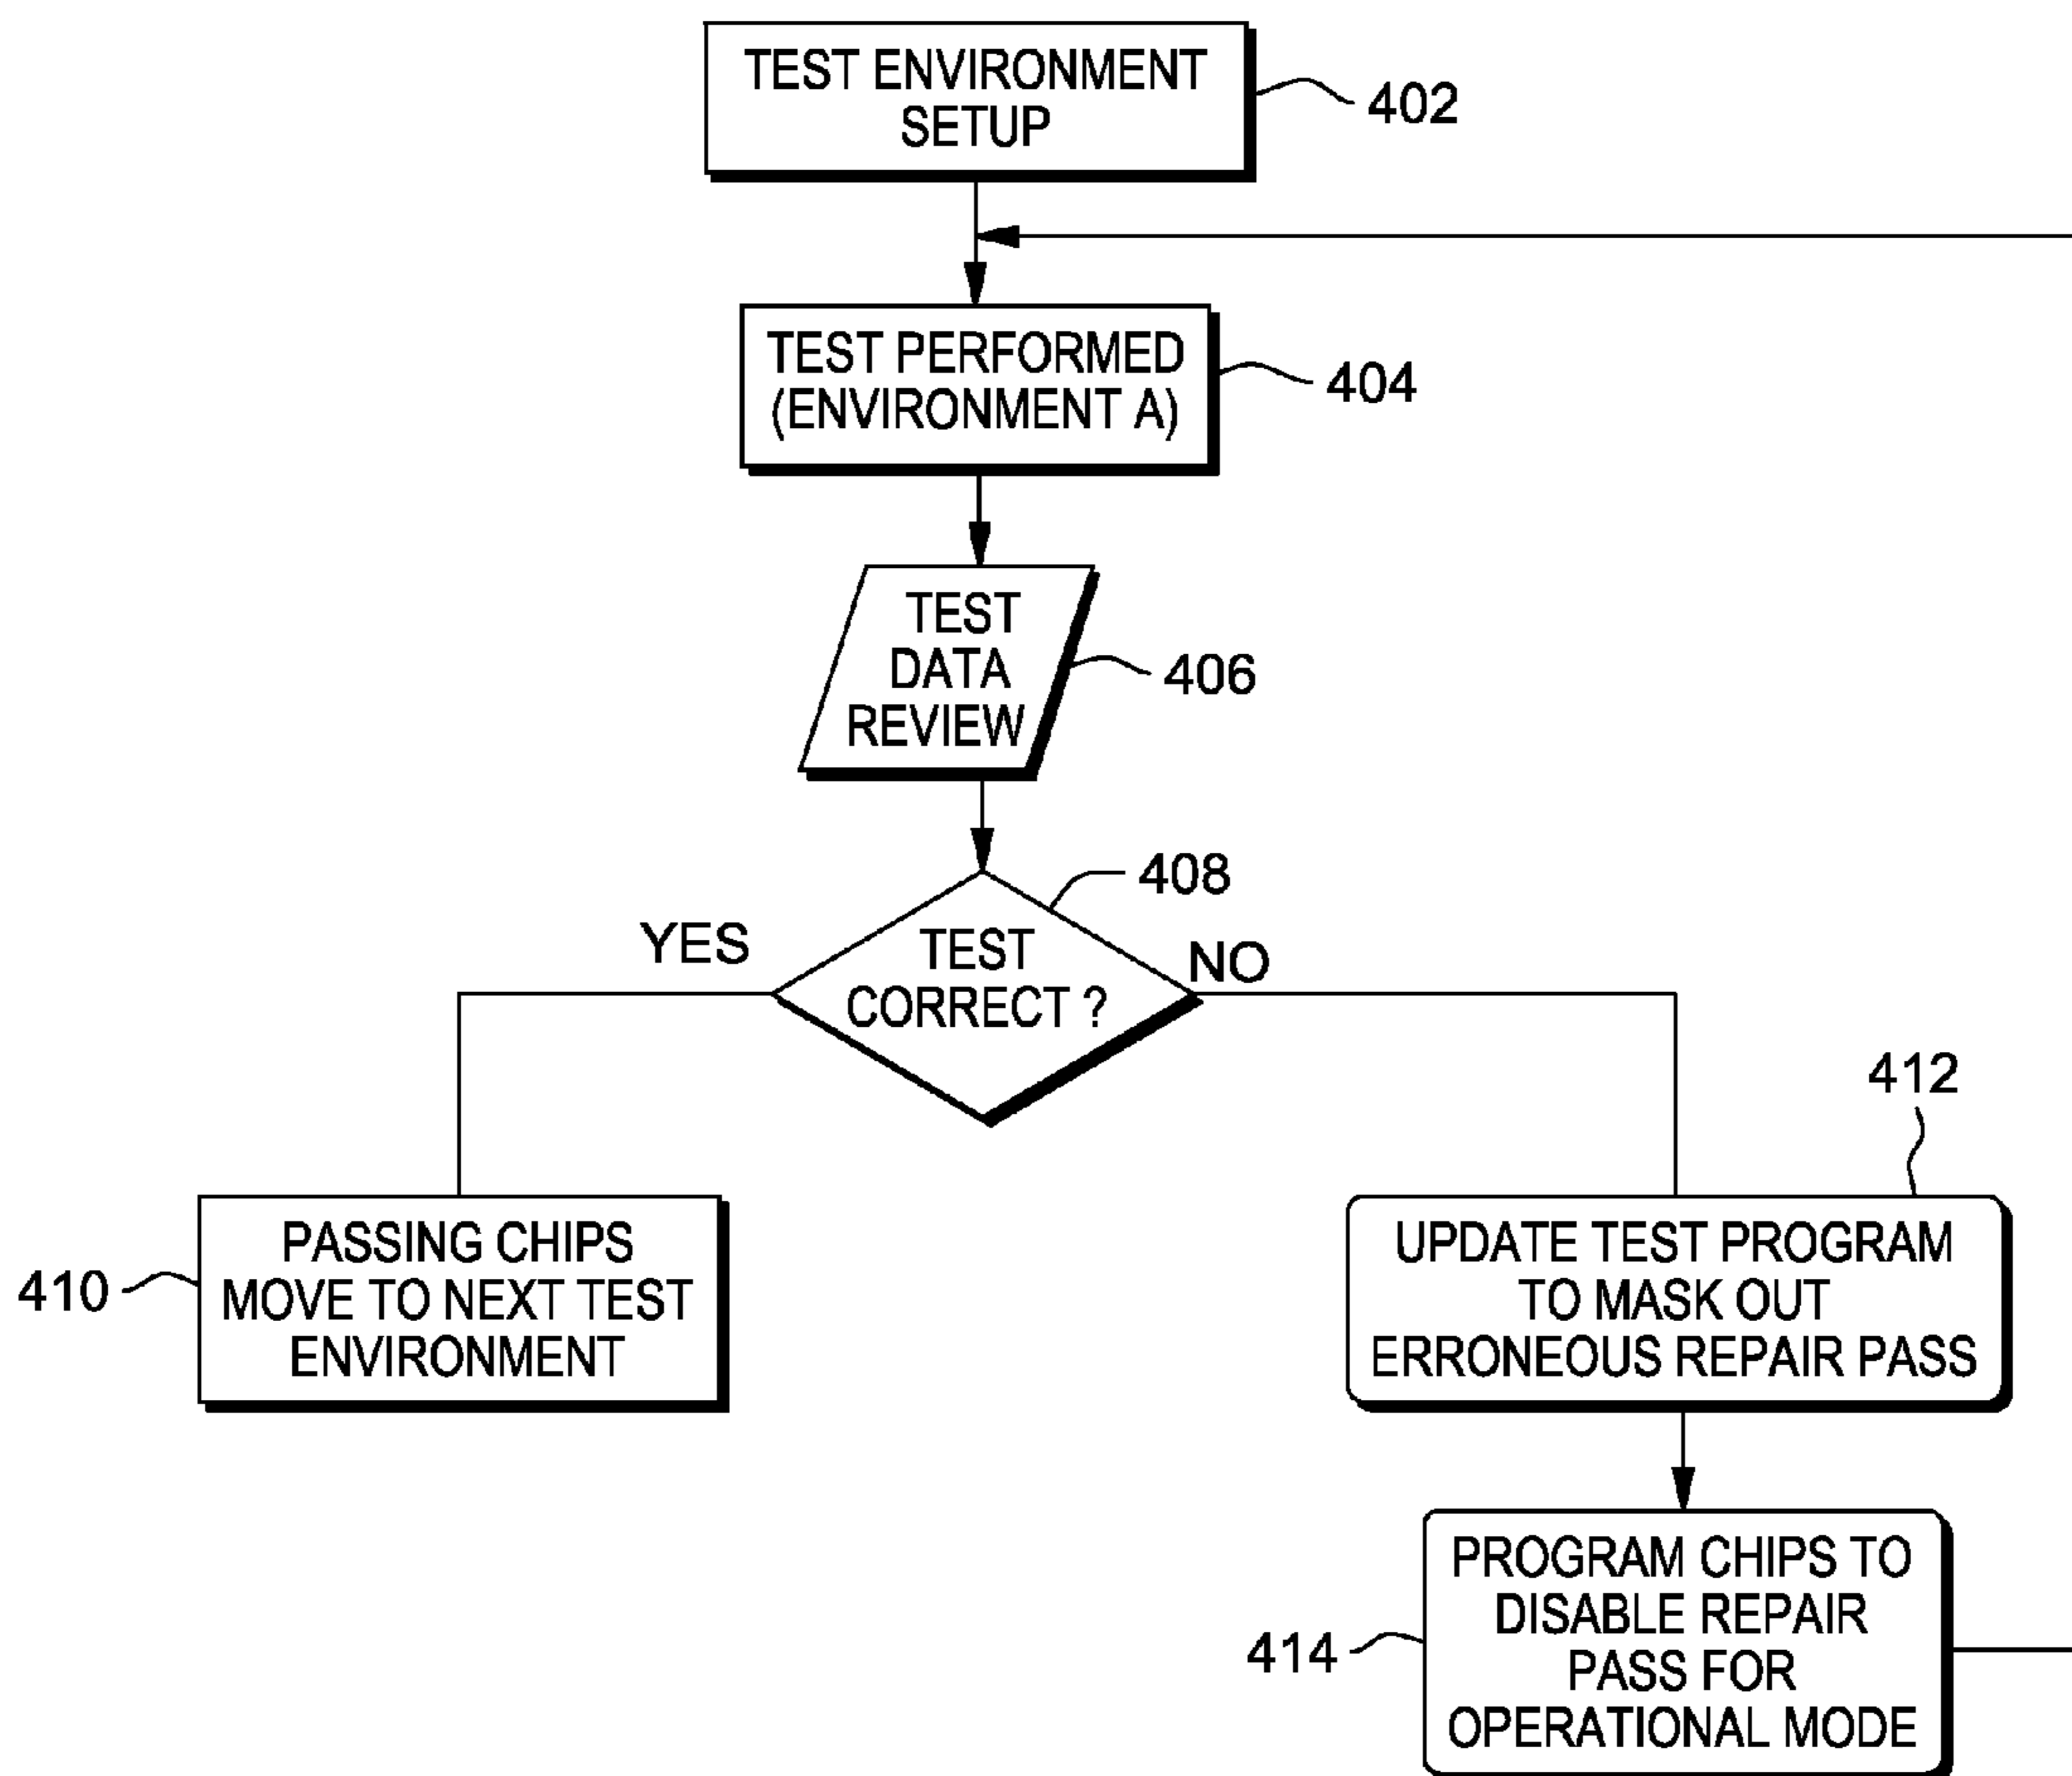 TEST ENVIRONMENT
SETUP
402
TEST PERFORMED
(ENVIRONMENT A)
404
TEST
DATA
REVIEW
406
408
YES
TEST
CORRECT ?
NO
412
410
PASSING CHIPS
MOVE TO NEXT TEST
ENVIRONMENT
UPDATE TEST PROGRAM
TO MASK OUT
ERRONEOUS REPAIR PASS
414
PROGRAM CHIPS TO
DISABLE REPAIR
PASS FOR
OPERATIONAL MODE